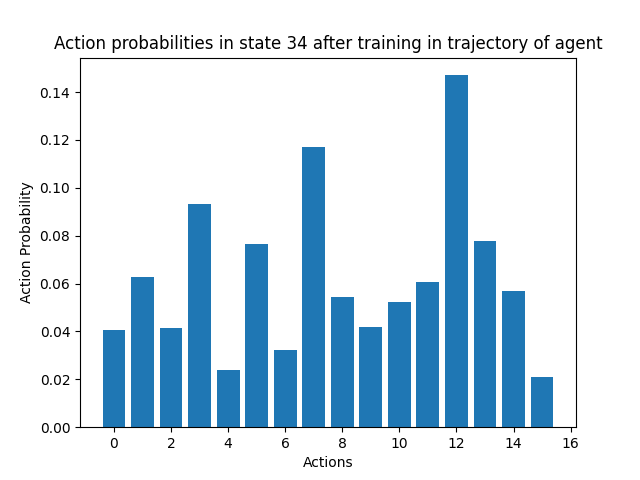 Action probabilities in state 34 after training in trajectory of agent
0.14
0.12
0.10
0.08
0.06
0.04
0.02
0.00
Action Probability
0 2 4 6 8 10 12 14 16
Actions